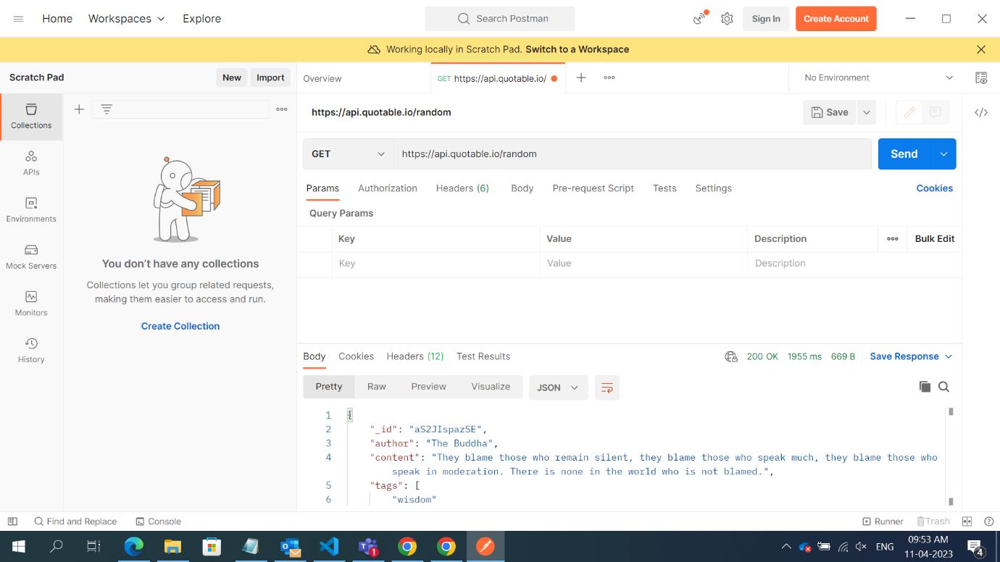 Home Workspaces Explore Search Postman Sign In Create Account
Working locally in Scratch Pad. Switch to a Workspace
Scratch Pad New Import Overview GET https://api.quotable.io/ No Environment
https://api.quotable.io/random Save
Collections
APIs
Environments
Mock Servers
Monitors
History
You don’t have any collections
Collections let you group related requests,
making them easier to access and run.
Create Collection
GET https://api.quotable.io/random Send
Params Authorization Headers (6) Body Pre-request Script Tests Settings Cookies
Query Params
Key Value Description Bulk Edit
Key Value Description
Body Cookies Headers (12) Test Results 200 OK 1955 ms 669 B Save Response
Pretty Raw Preview Visualize JSON
1 {
2 "_id": "aS2JIspazSE",
3 "author": "The Buddha",
4 "content": "They blame those who remain silent, they blame those who speak much, they blame those who
speak in moderation. There is none in the world who is not blamed.",
5 "tags": [
6 "wisdom"
Find and Replace Console Runner Trash
1 ENG 09:53 AM
11-04-2023 4